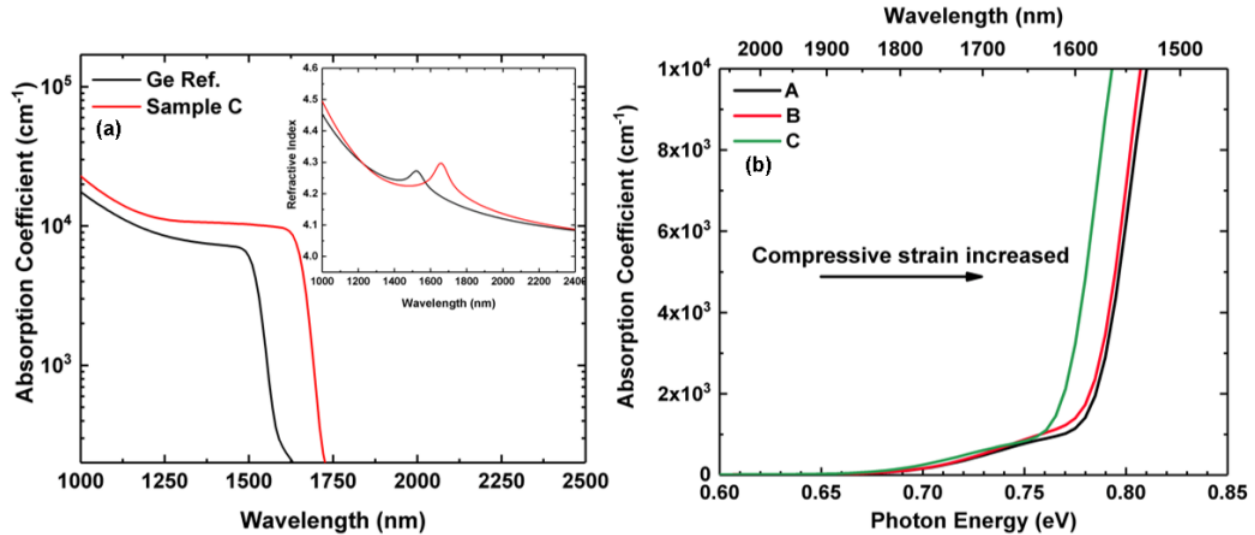 Ge Ref.
Sample C
(a)
Absorption Coefficient (cm⁻¹)
10⁵
10⁴
10³
1000 1250 1500 1750 2000 2250 2500
Wavelength (nm)
Refractive Index
4.6
4.5
4.4
4.3
4.2
4.1
4.0
1000 1200 1400 1600 1800 2000 2200 2400
Wavelength (nm)
Wavelength (nm)
2000 1900 1800 1700 1600 1500
A
B
C
(b)
Absorption Coefficient (cm⁻¹)
1x10⁴
8x10³
6x10³
4x10³
2x10³
0
Compressive strain increased
0.60 0.65 0.70 0.75 0.80 0.85
Photon Energy (eV)